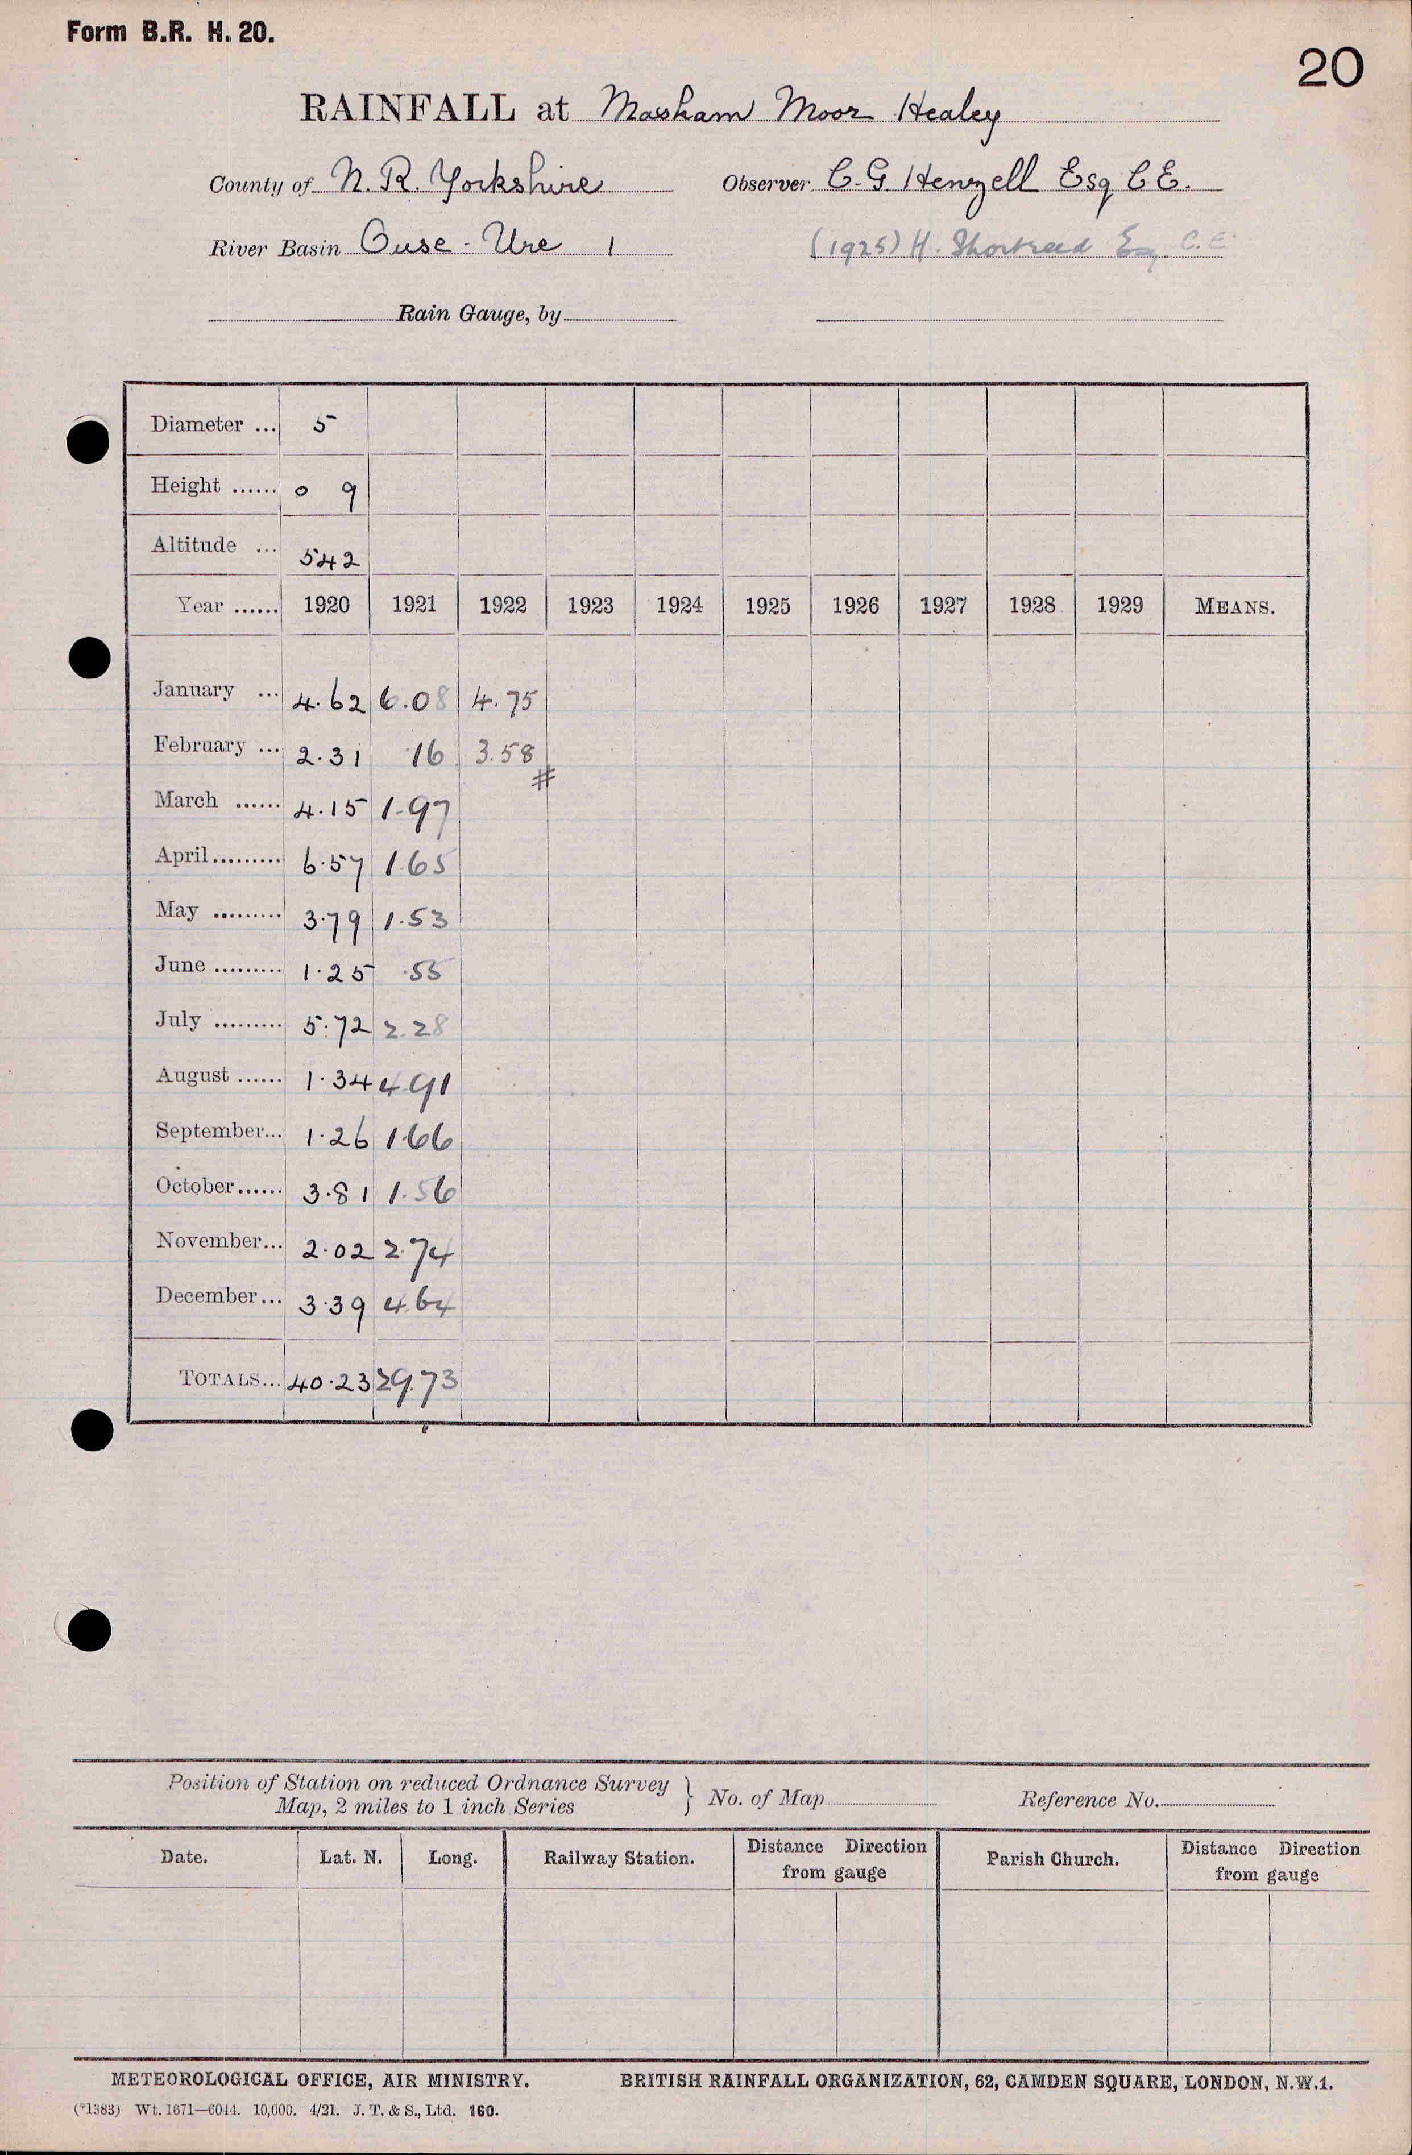 Form B.R. H. 20.
20
RAINFALL at Masham Moor Healey
County of N. R. Yorkshire Observer C. G. Henzell Esq C E.
River Basin Ouse - Ure 1 (1925) H. Shortreed Esq. C.E.
Rain Gauge, by
Diameter ... 5
Height ...... 0 9
Altitude ... 542
Year ...... 1920 1921 1922 1923 1924 1925 1926 1927 1928 1929 MEANS.
January ... 4.62 6.08 4.75
February ... 2.31 .16 3.58 #
March ...... 4.15 1.97
April ......... 6.57 1.65
May ......... 3.79 1.53
June ......... 1.25 .55
July ......... 5.72 2.28
August ...... 1.34 4.91
September... 1.26 1.66
October...... 3.81 1.56
November... 2.02 2.74
December... 3.39 4.64
TOTALS... 40.23 29.73
Position of Station on reduced Ordnance Survey } No. of Map Reference No.
Map, 2 miles to 1 inch Series
Date. Lat. N. Long. Railway Station. Distance Direction from gauge Parish Church. Distance Direction from gauge
METEOROLOGICAL OFFICE, AIR MINISTRY. BRITISH RAINFALL ORGANIZATION, 62, CAMDEN SQUARE, LONDON, N.W.1.
(*1383) Wt. 1671—6044. 10,000. 4/21. J. T. & S., Ltd. 160.